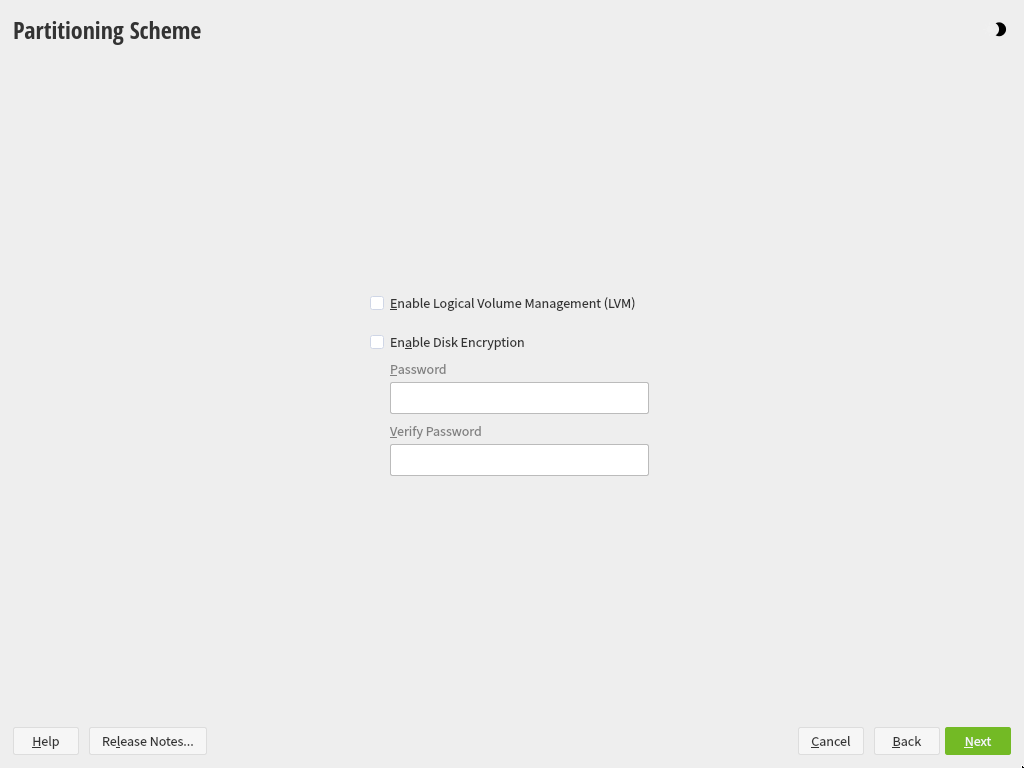 Partitioning Scheme
Enable Logical Volume Management (LVM)
Enable Disk Encryption
Password
Verify Password
Help Release Notes... Cancel Back Next